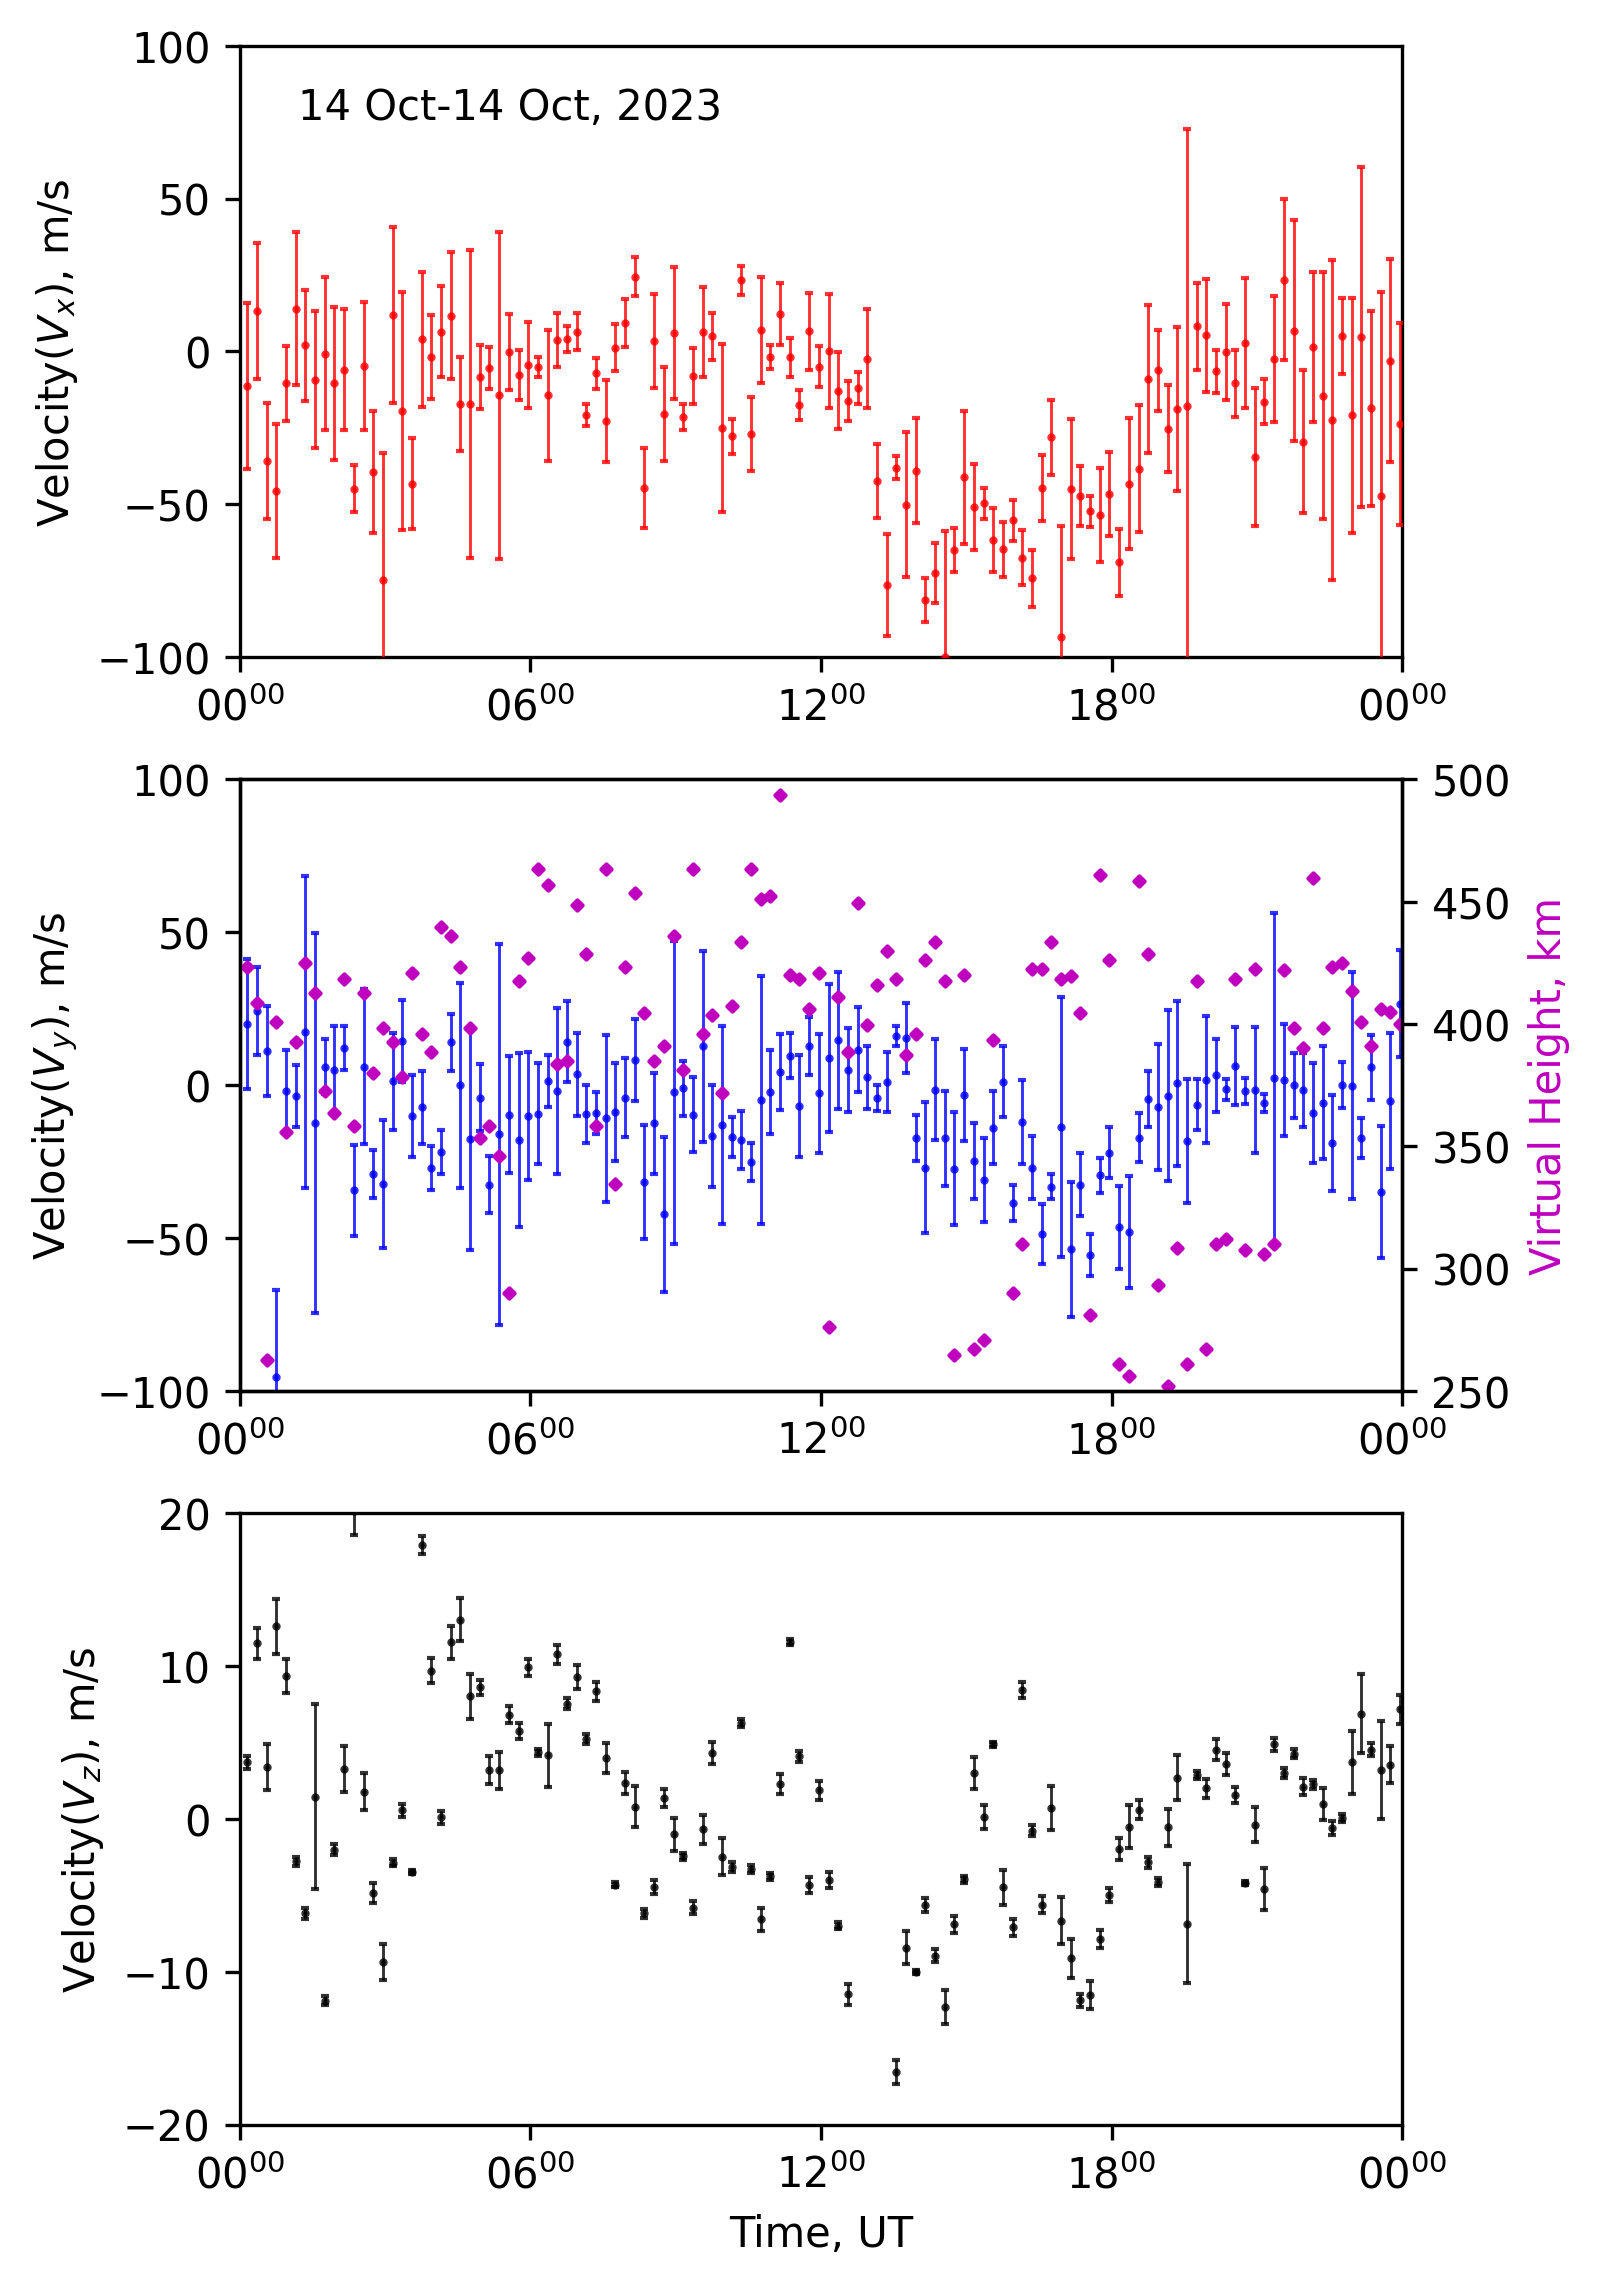 100
14 Oct-14 Oct, 2023
50
0
−50
−100
Velocity(Vₓ), m/s
00⁰⁰ 06⁰⁰ 12⁰⁰ 18⁰⁰ 00⁰⁰
100 500
50 450
400
0
350
−50 300
−100 250
Velocity(V_y), m/s
Virtual Height, km
00⁰⁰ 06⁰⁰ 12⁰⁰ 18⁰⁰ 00⁰⁰
20
10
0
−10
−20
Velocity(V_z), m/s
00⁰⁰ 06⁰⁰ 12⁰⁰ 18⁰⁰ 00⁰⁰
Time, UT